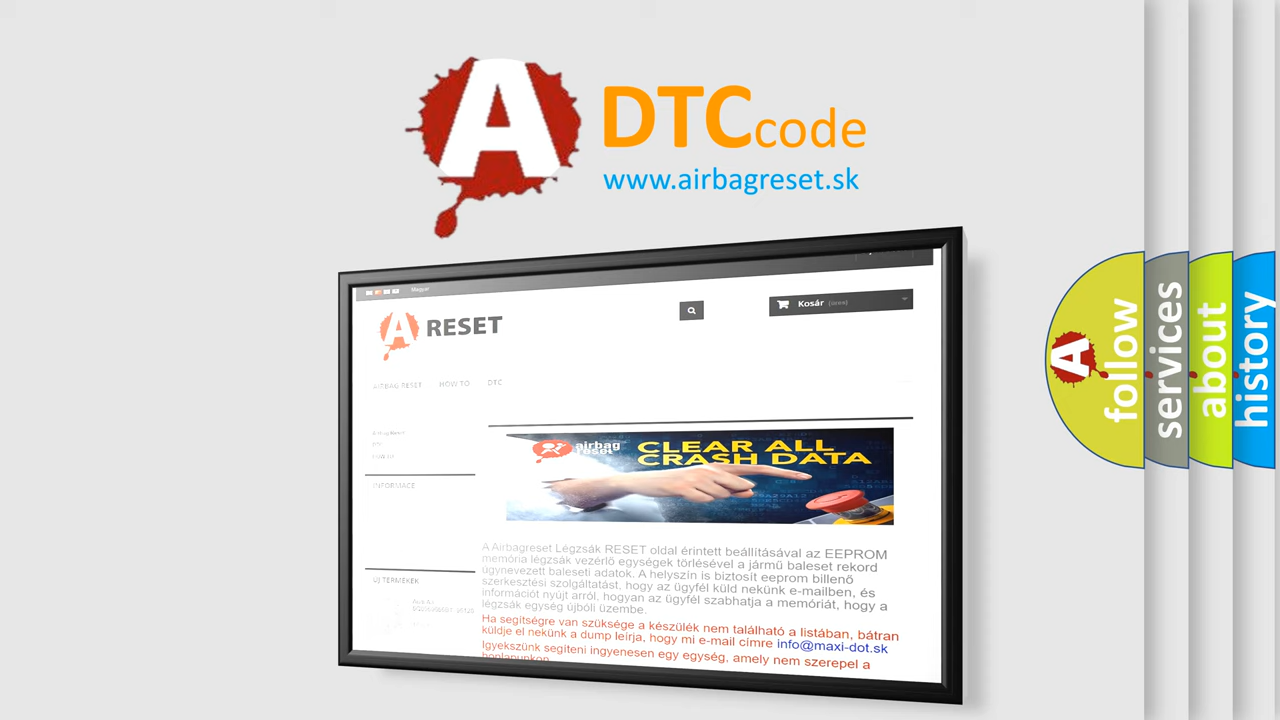 A
DTC code
www.airbagreset.sk
Magyar
A RESET
Kosár (üres)
AIRBAG RESET HOW TO DTC
INFORMACE
airbag
reset
CLEAR ALL
CRASH DATA
A Airbagreset Légzsák RESET oldal érintett beállításával az EEPROM
memória légzsák vezérlő egységek törlésével a jármű baleset rekord
úgynevezett baleseti adatok. A helyszín is biztosít eeprom billenő
szerkesztési szolgáltatást, hogy az ügyfél küld nekünk e-mailben, és
információt nyújt arról, hogyan az ügyfél szabhatja a memóriát, hogy a
légzsák egység újbóli üzembe.
Ha segítségre van szüksége a készülék nem található a listában, bátran
küldje el nekünk a dump leírja, hogy mi e-mail címre info@maxi-dot.sk
Igyekszünk segíteni ingyenesen egy egység, amely nem szerepel a
honlapunkon
ÚJ TERMÉKEK
A
follow
services
about
history